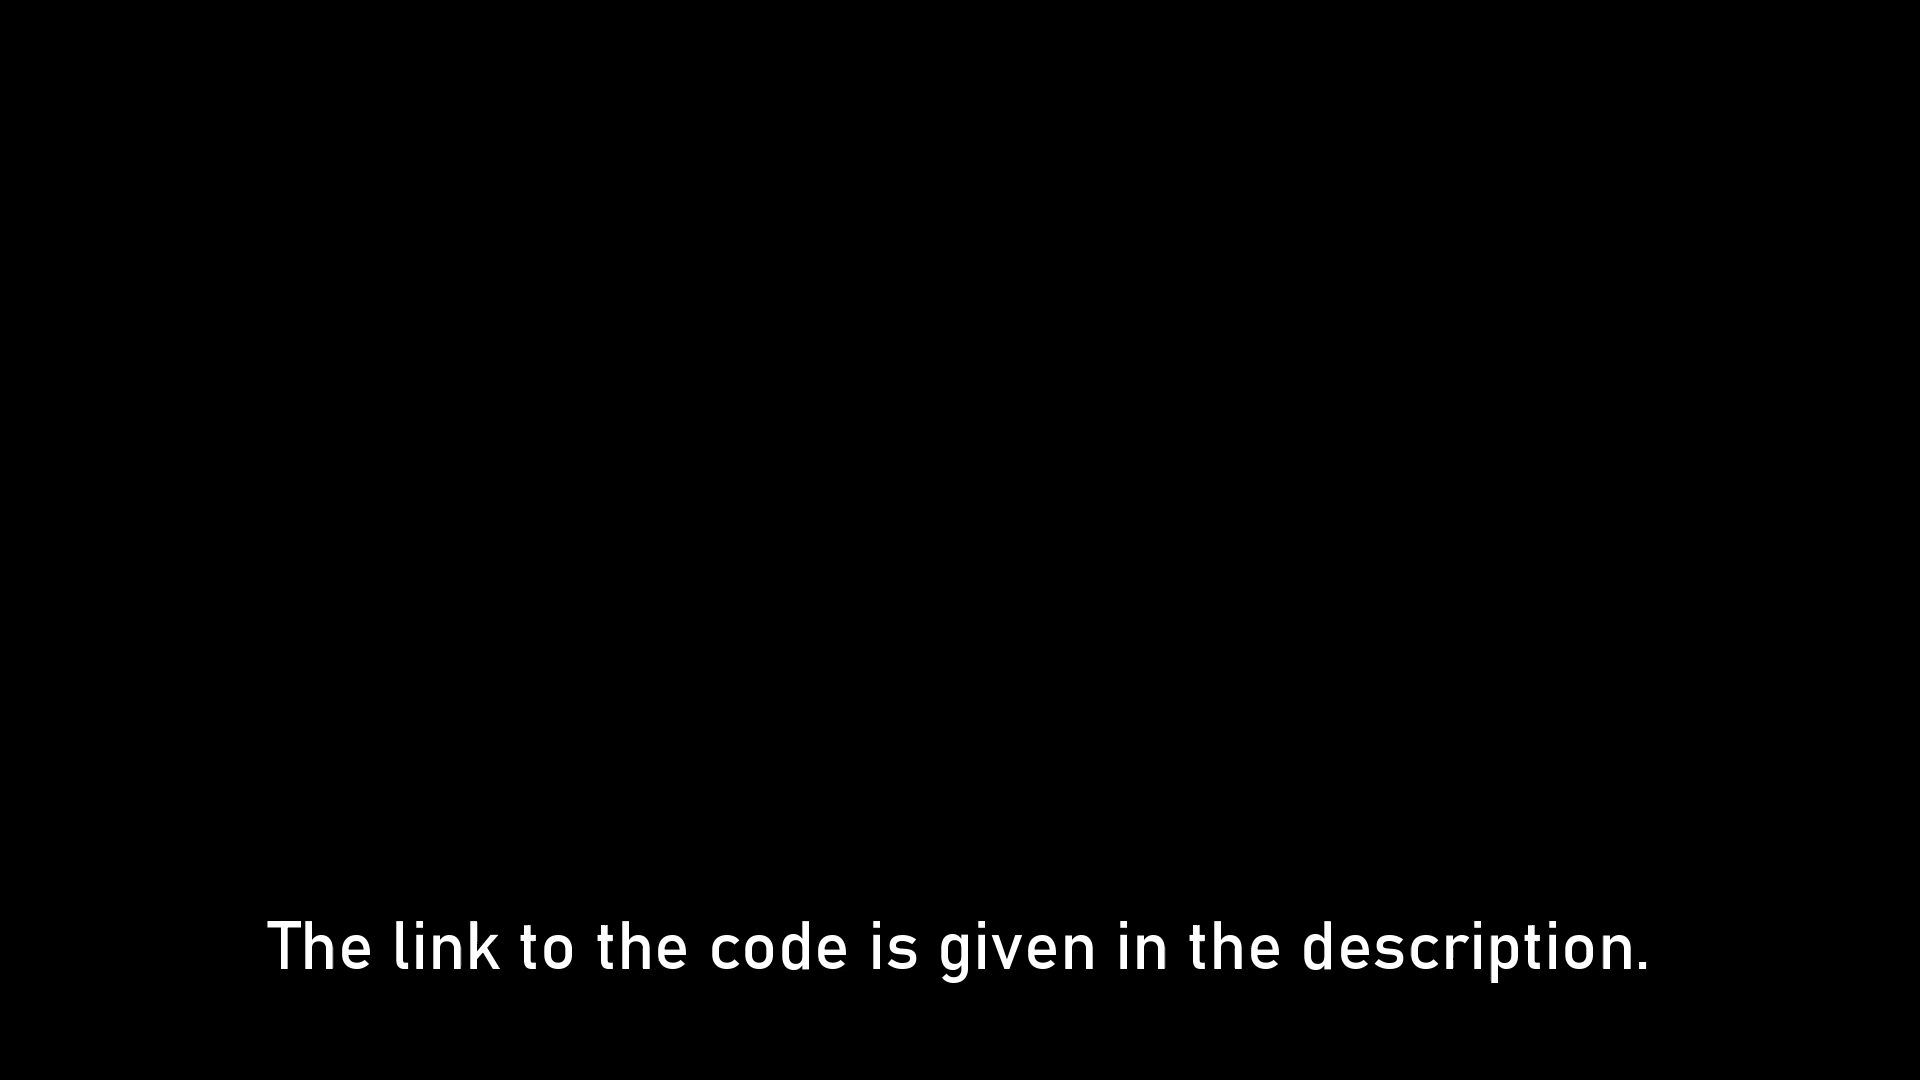 The link to the code is given in the description.